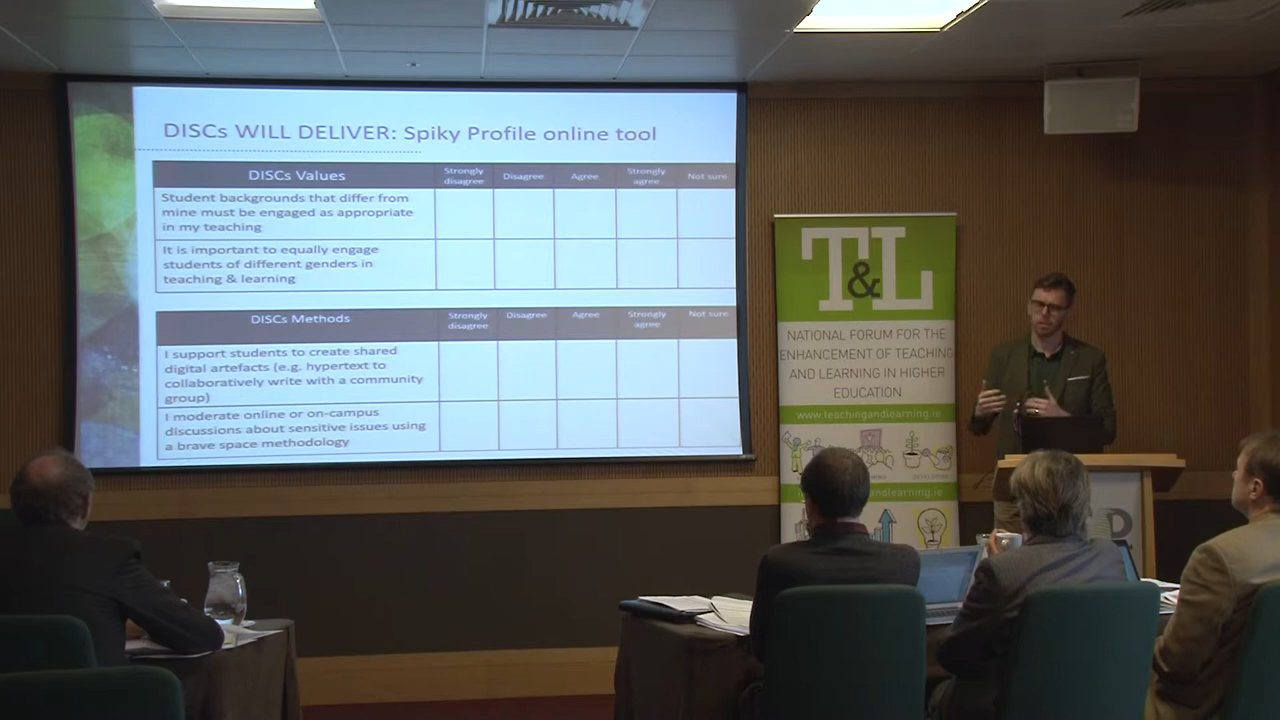 DISCs WILL DELIVER: Spiky Profile online tool
DISCs Values
Strongly
disagree
Disagree
Agree
Strongly
agree
Not sure
Student backgrounds that differ from
mine must be engaged as appropriate
in my teaching
It is important to equally engage
students of different genders in
teaching & learning
DISCs Methods
Strongly
disagree
Disagree
Agree
Strongly
agree
Not sure
I support students to create shared
digital artefacts (e.g. hypertext to
collaboratively write with a community
group)
I moderate online or on-campus
discussions about sensitive issues using
a brave space methodology
T&L
NATIONAL FORUM FOR THE
ENHANCEMENT OF TEACHING
AND LEARNING IN HIGHER
EDUCATION
www.teachingandlearning.ie
andlearning.ie
D